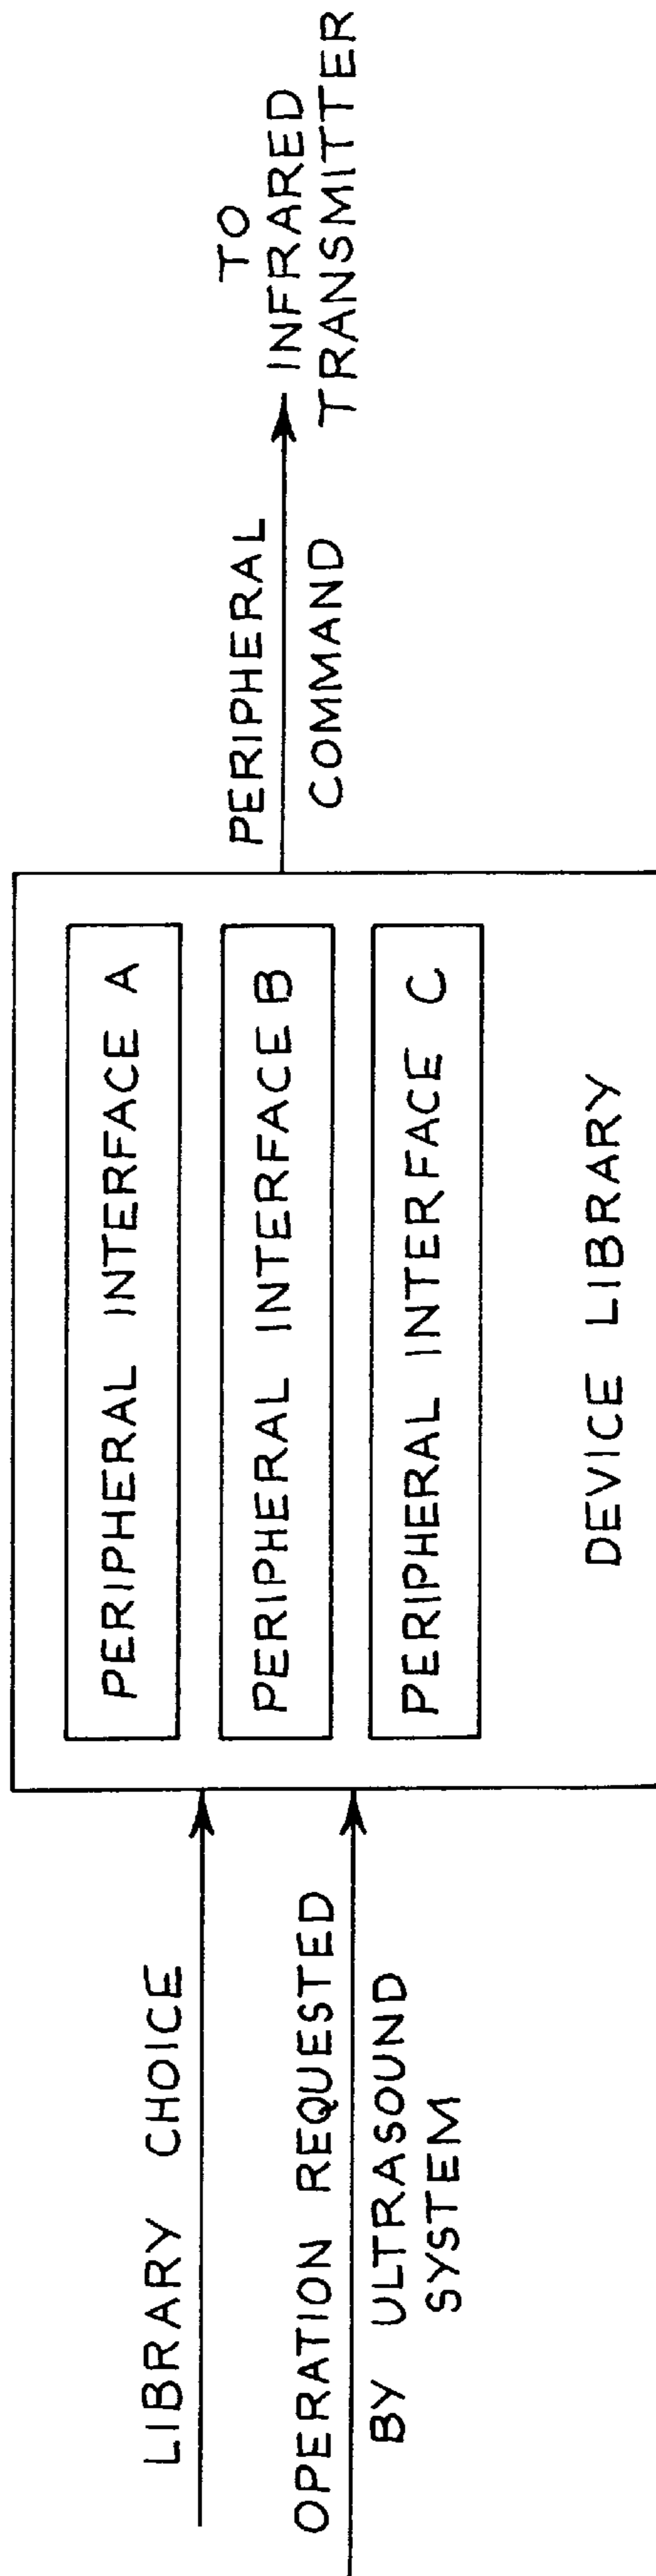 LIBRARY CHOICE
OPERATION REQUESTED
BY ULTRASOUND
SYSTEM
PERIPHERAL INTERFACE A
PERIPHERAL INTERFACE B
PERIPHERAL INTERFACE C
DEVICE LIBRARY
PERIPHERAL
COMMAND
TO
INFRARED
TRANSMITTER